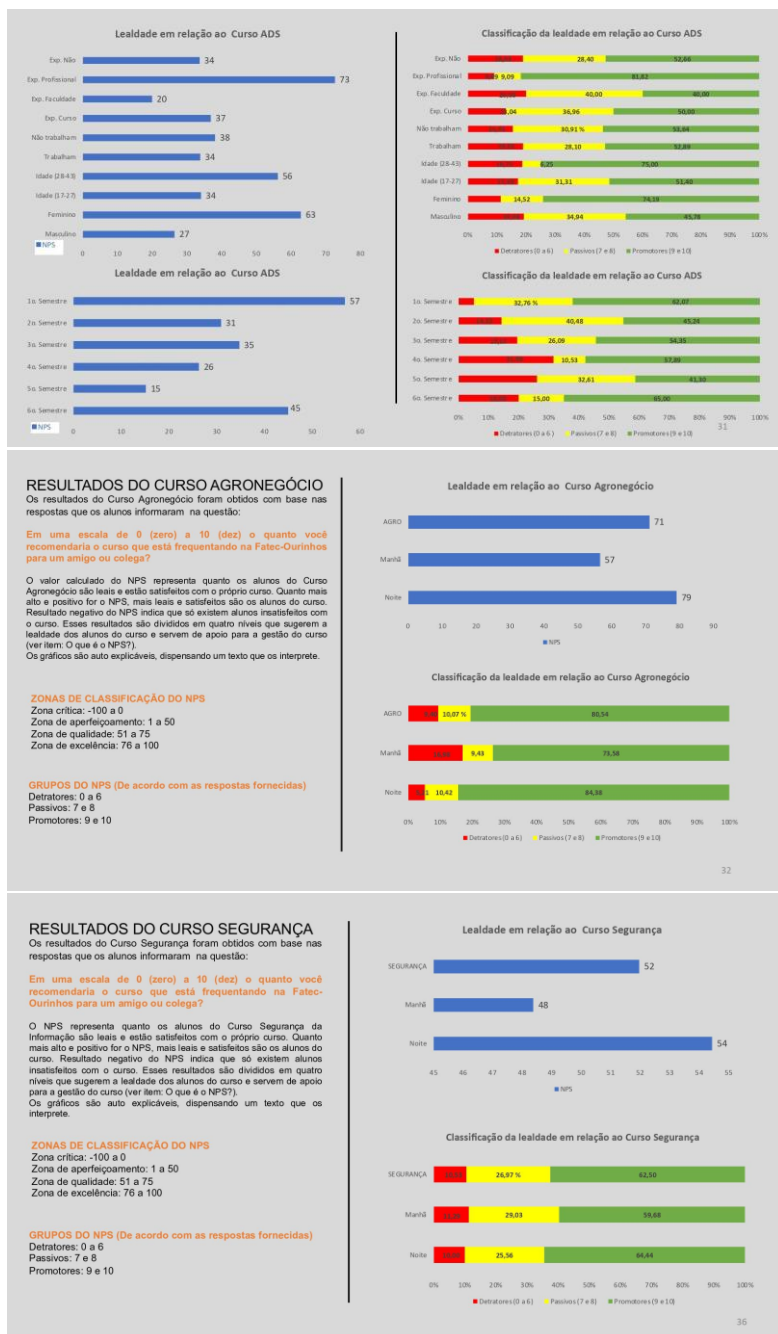 Lealdade em relação ao Curso ADS
Exp. Não 34
Exp. Profissional 73
Exp. Faculdade 20
Exp. Curso 37
Não trabalham 38
Trabalham 34
Idade (28-43) 56
Idade (17-27) 34
Feminino 63
Masculino 27
NPS
0 10 20 30 40 50 60 70 80
Classificação da lealdade em relação ao Curso ADS
Exp. Não 28,40 52,66
Exp. Profissional 9,09 81,82
Exp. Faculdade 40,00 40,00
Exp. Curso 36,96 50,00
Não trabalham 30,91 % 53,64
Trabalham 28,10 52,89
Idade (28-43) 6,25 75,00
Idade (17-27) 31,31 51,40
Feminino 14,52 74,19
Masculino 34,94 45,78
0% 10% 20% 30% 40% 50% 60% 70% 80% 90% 100%
Detratores (0 a 6) Passivos (7 e 8) Promotores (9 e 10)
Lealdade em relação ao Curso ADS
1o. Semestre 57
2o. Semestre 31
3o. Semestre 35
4o. Semestre 26
5o. Semestre 15
6o. Semestre 45
NPS
0 10 20 30 40 50 60
Classificação da lealdade em relação ao Curso ADS
1o. Semestre 32,76 % 62,07
2o. Semestre 40,48 45,24
3o. Semestre 26,09 54,35
4o. Semestre 10,53 57,89
5o. Semestre 32,61 41,30
6o. Semestre 15,00 65,00
0% 10% 20% 30% 40% 50% 60% 70% 80% 90% 100%
Detratores (0 a 6) Passivos (7 e 8) Promotores (9 e 10)
31
RESULTADOS DO CURSO AGRONEGÓCIO
Os resultados do Curso Agronegócio foram obtidos com base nas
respostas que os alunos informaram na questão:
Em uma escala de 0 (zero) a 10 (dez) o quanto você
recomendaria o curso que está frequentando na Fatec-Ourinhos
para um amigo ou colega?
O valor calculado do NPS representa quanto os alunos do Curso
Agronegócio são leais e estão satisfeitos com o próprio curso. Quanto mais
alto e positivo for o NPS, mais leais e satisfeitos são os alunos do curso.
Resultado negativo do NPS indica que só existem alunos insatisfeitos com
o curso. Esses resultados são divididos em quatro níveis que sugerem a
lealdade dos alunos do curso e servem de apoio para a gestão do curso
(ver item: O que é o NPS?).
Os gráficos são auto explicáveis, dispensando um texto que os interprete.
ZONAS DE CLASSIFICAÇÃO DO NPS
Zona crítica: -100 a 0
Zona de aperfeiçoamento: 1 a 50
Zona de qualidade: 51 a 75
Zona de excelência: 76 a 100
GRUPOS DO NPS (De acordo com as respostas fornecidas)
Detratores: 0 a 6
Passivos: 7 e 8
Promotores: 9 e 10
Lealdade em relação ao Curso Agronegócio
AGRO 71
Manhã 57
Noite 79
0 10 20 30 40 50 60 70 80 90
NPS
Classificação da lealdade em relação ao Curso Agronegócio
AGRO 10,07 % 80,54
Manhã 9,43 73,58
Noite 10,42 84,38
0% 10% 20% 30% 40% 50% 60% 70% 80% 90% 100%
Detratores (0 a 6) Passivos (7 e 8) Promotores (9 e 10)
32
RESULTADOS DO CURSO SEGURANÇA
Os resultados do Curso Segurança foram obtidos com base nas
respostas que os alunos informaram na questão:
Em uma escala de 0 (zero) a 10 (dez) o quanto você
recomendaria o curso que está frequentando na Fatec-
Ourinhos para um amigo ou colega?
O NPS representa quanto os alunos do Curso Segurança da
Informação são leais e estão satisfeitos com o próprio curso. Quanto
mais alto e positivo for o NPS, mais leais e satisfeitos são os alunos do
curso. Resultado negativo do NPS indica que só existem alunos
insatisfeitos com o curso. Esses resultados são divididos em quatro
níveis que sugerem a lealdade dos alunos do curso e servem de apoio
para a gestão do curso (ver item: O que é o NPS?).
Os gráficos são auto explicáveis, dispensando um texto que os
interprete.
ZONAS DE CLASSIFICAÇÃO DO NPS
Zona crítica: -100 a 0
Zona de aperfeiçoamento: 1 a 50
Zona de qualidade: 51 a 75
Zona de excelência: 76 a 100
GRUPOS DO NPS (De acordo com as respostas fornecidas)
Detratores: 0 a 6
Passivos: 7 e 8
Promotores: 9 e 10
Lealdade em relação ao Curso Segurança
SEGURANÇA 52
Manhã 48
Noite 54
45 46 47 48 49 50 51 52 53 54 55
NPS
Classificação da lealdade em relação ao Curso Segurança
SEGURANÇA 26,97 % 62,50
Manhã 29,03 59,68
Noite 25,56 64,44
0% 10% 20% 30% 40% 50% 60% 70% 80% 90% 100%
Detratores (0 a 6) Passivos (7 e 8) Promotores (9 e 10)
36